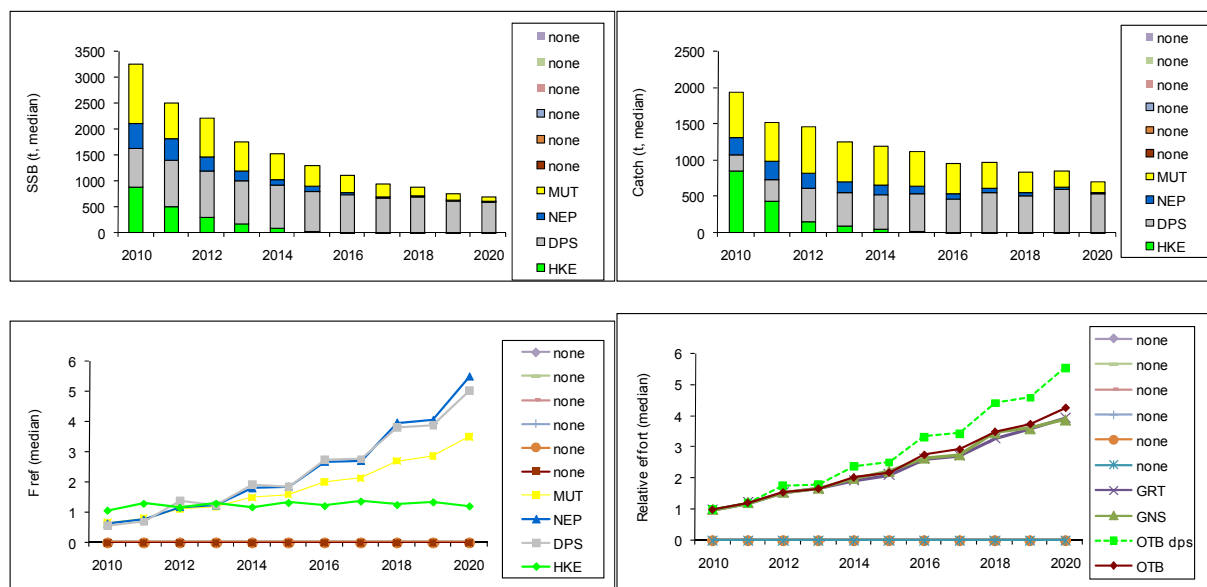 SSB (t, median)
3500
3000
2500
2000
1500
1000
500
0
2010 2012 2014 2016 2018 2020
none
none
none
none
none
none
MUT
NEP
DPS
HKE
Catch (t, median)
2500
2000
1500
1000
500
0
2010 2012 2014 2016 2018 2020
none
none
none
none
none
none
MUT
NEP
DPS
HKE
F ref (median)
6
5
4
3
2
1
0
2010 2012 2014 2016 2018 2020
none
none
none
none
none
none
MUT
NEP
DPS
HKE
Relative effort (median)
6
5
4
3
2
1
0
2010 2012 2014 2016 2018 2020
none
none
none
none
none
none
GRT
GNS
OTB dps
OTB